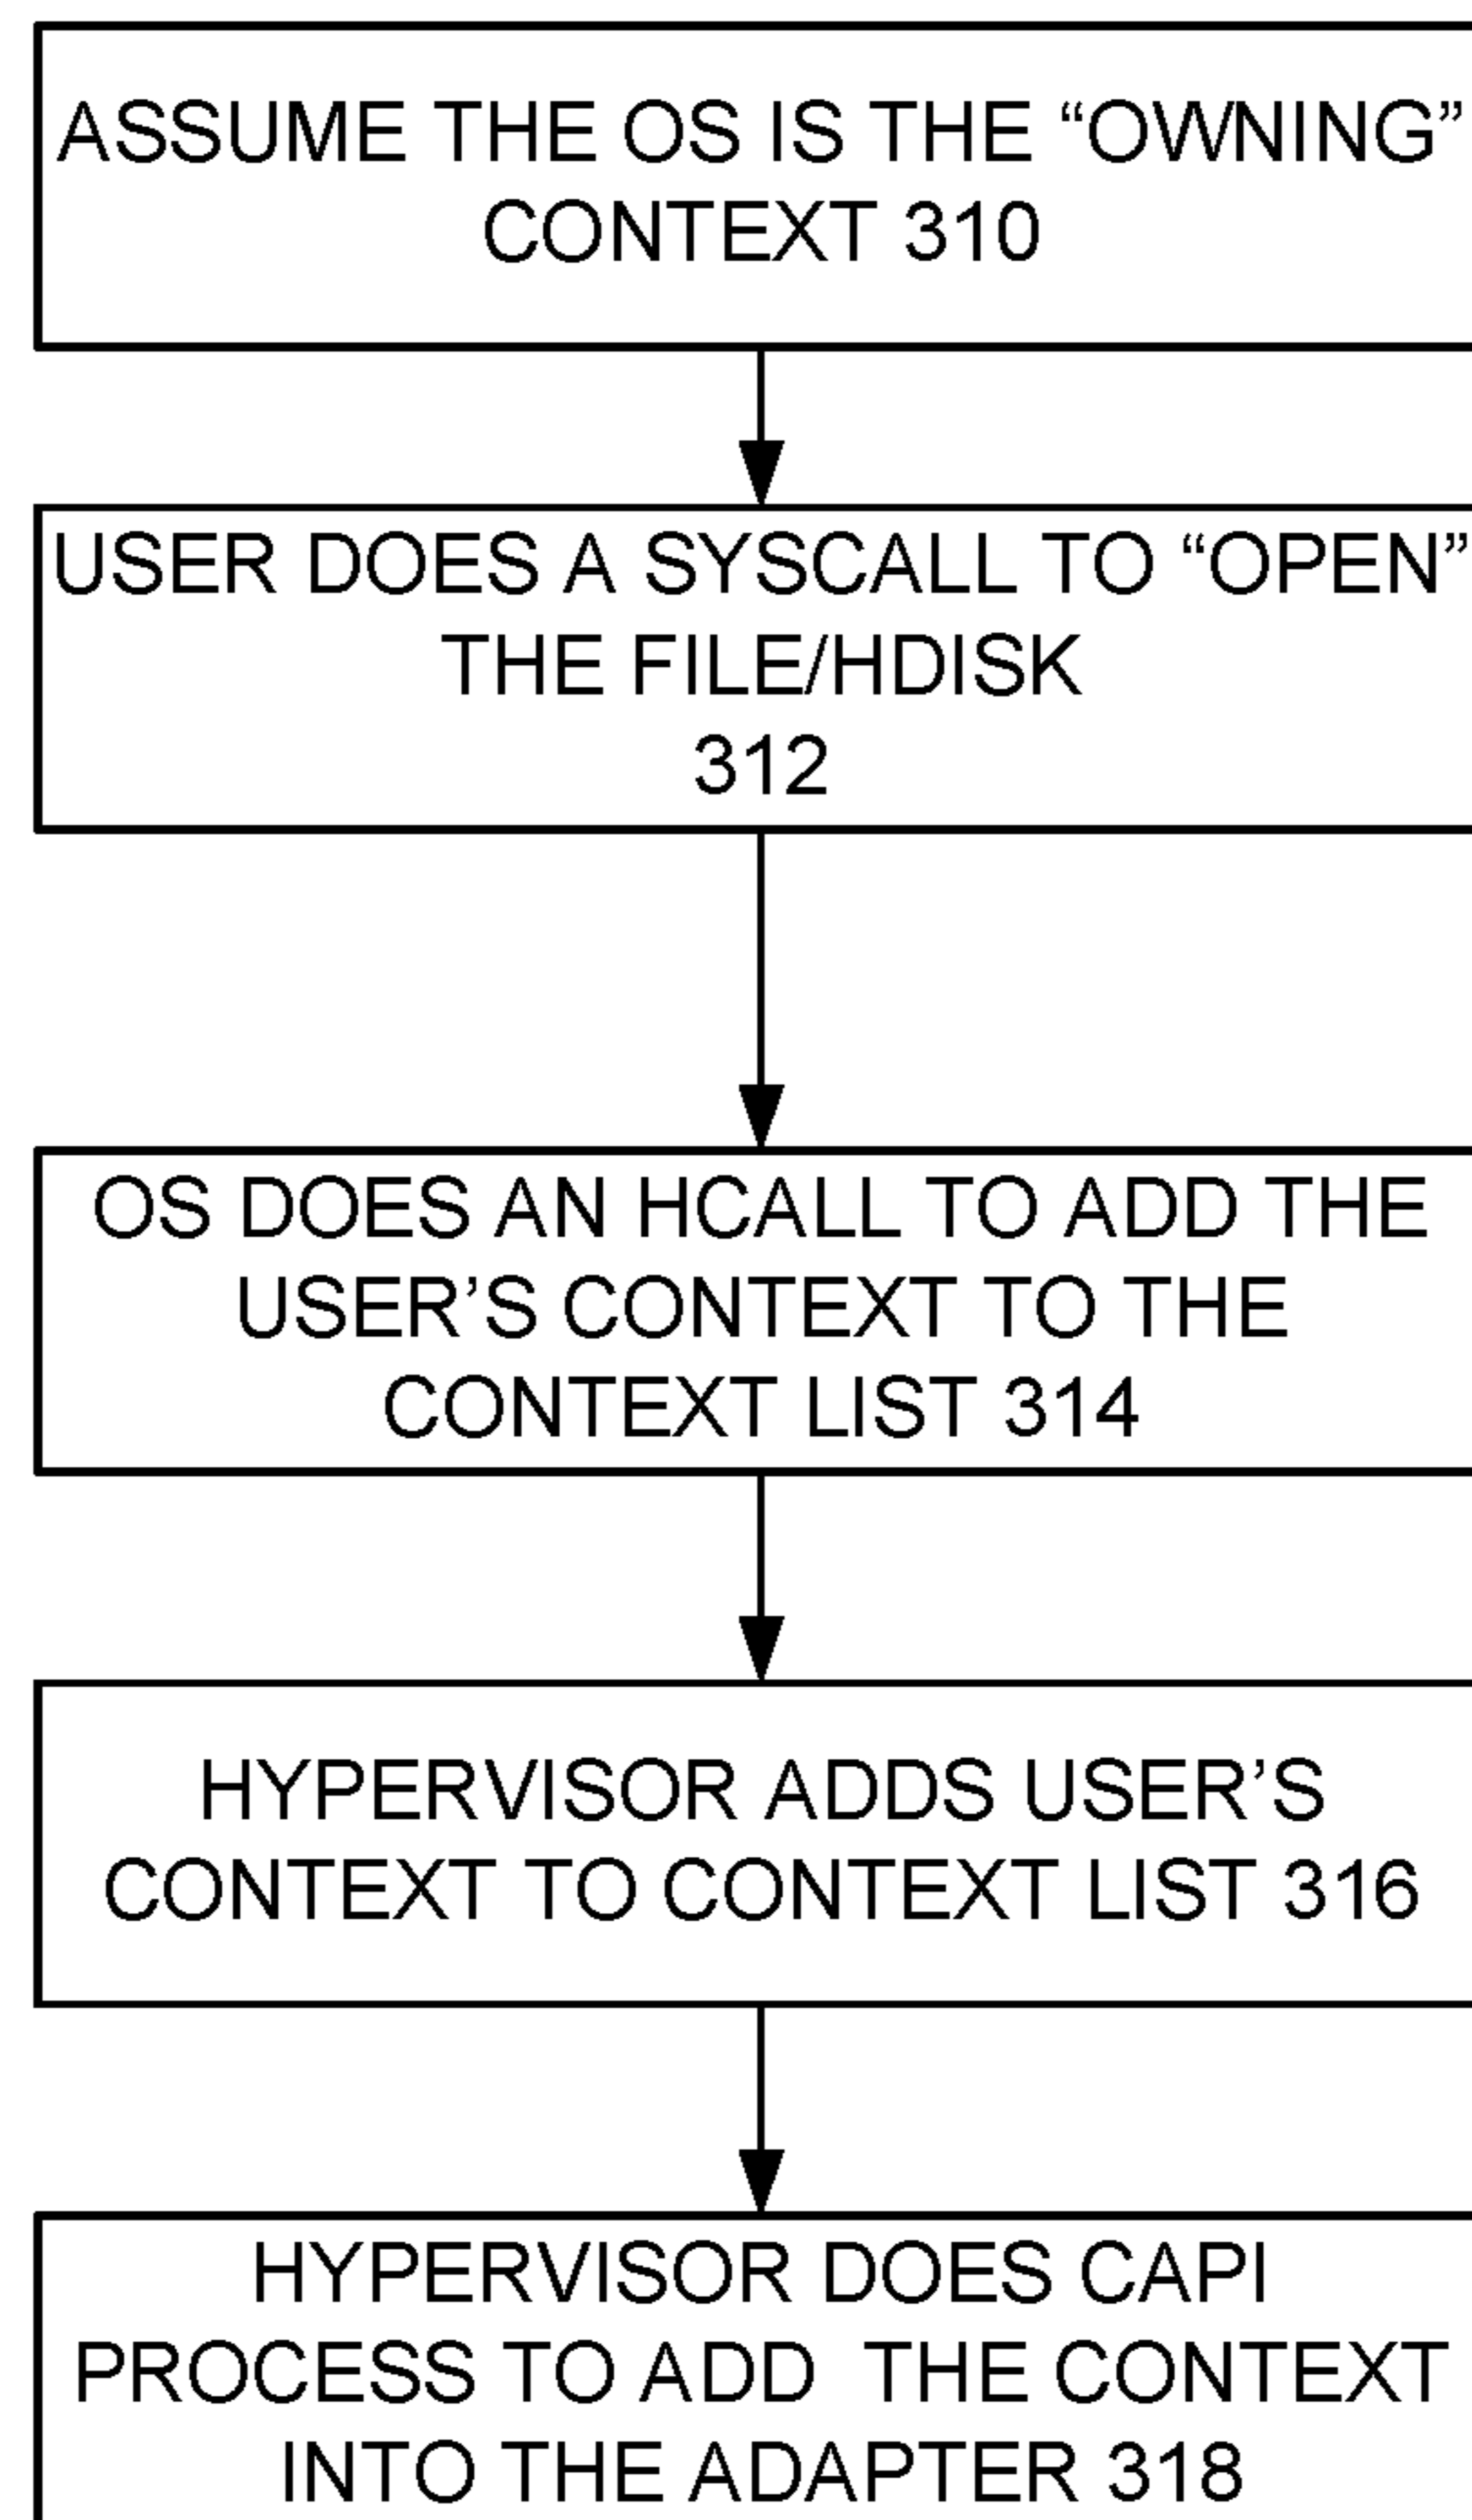 ASSUME THE OS IS THE “OWNING”
CONTEXT 310
USER DOES A SYSCALL TO “OPEN”
THE FILE/HDISK
312
OS DOES AN HCALL TO ADD THE
USER’S CONTEXT TO THE
CONTEXT LIST 314
HYPERVISOR ADDS USER’S
CONTEXT TO CONTEXT LIST 316
HYPERVISOR DOES CAPI
PROCESS TO ADD THE CONTEXT
INTO THE ADAPTER 318